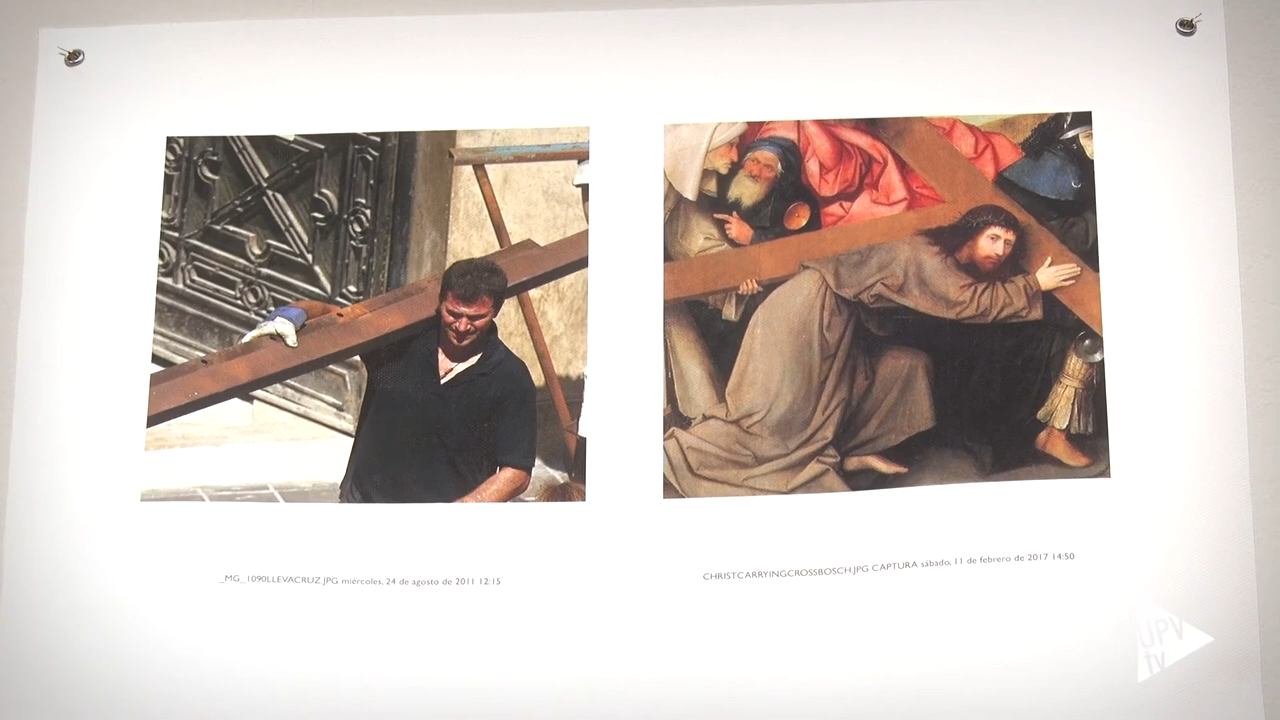 _MG_1090LLEVACRUZ.JPG miércoles, 24 de agosto de 2011 12:15
CHRISTCARRYINGCROSSBOSCH.JPG CAPTURA sábado, 11 de febrero de 2017 14:50
UPV
tv